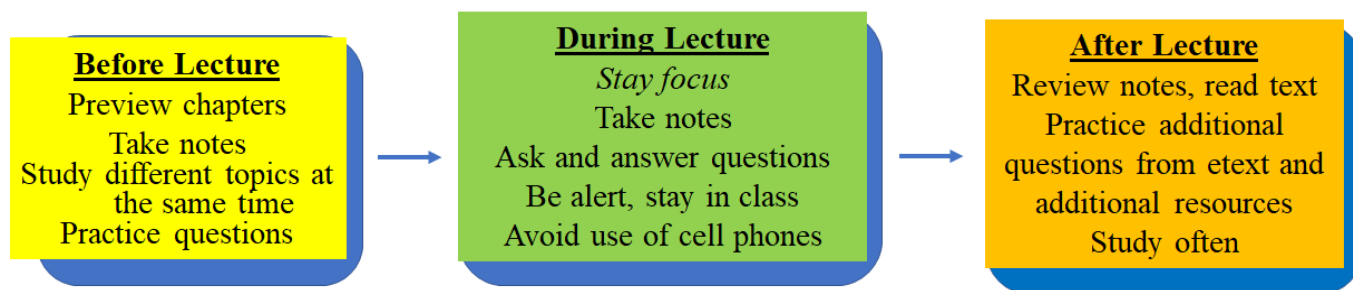 Before Lecture
Preview chapters
Take notes
Study different topics at
the same time
Practice questions
During Lecture
Stay focus
Take notes
Ask and answer questions
Be alert, stay in class
Avoid use of cell phones
After Lecture
Review notes, read text
Practice additional
questions from etext and
additional resources
Study often